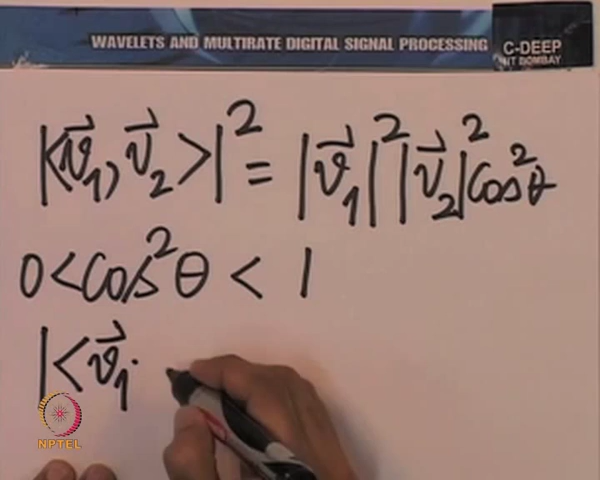 WAVELETS AND MULTIRATE DIGITAL SIGNAL PROCESSING
C-DEEP
IIT BOMBAY
|<v⃗₁, v⃗₂>|² = |v⃗₁|² |v⃗₂|² cos²θ
0 < cos²θ < 1
|<v⃗₁
NPTEL